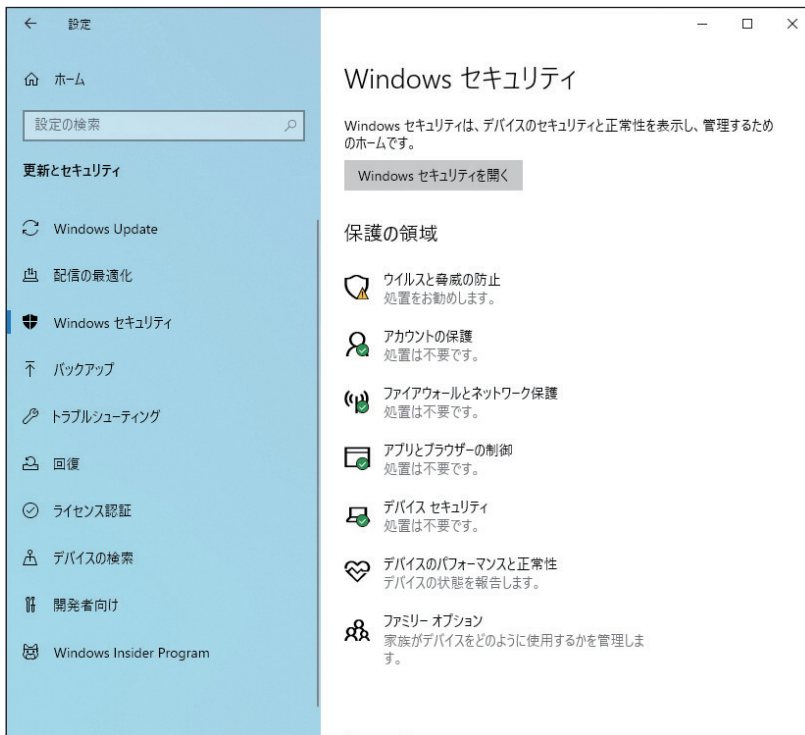 設定
ホーム
設定の検索
更新とセキュリティ
Windows Update
配信の最適化
Windows セキュリティ
バックアップ
トラブルシューティング
回復
ライセンス認証
デバイスの検索
開発者向け
Windows Insider Program
Windows セキュリティ
Windows セキュリティは、デバイスのセキュリティと正常性を表示し、管理するため
のホームです。
Windows セキュリティを開く
保護の領域
ウイルスと脅威の防止
処置をお勧めします。
アカウントの保護
処置は不要です。
ファイアウォールとネットワーク保護
処置は不要です。
アプリとブラウザーの制御
処置は不要です。
デバイス セキュリティ
処置は不要です。
デバイスのパフォーマンスと正常性
デバイスの状態を報告します。
ファミリー オプション
家族がデバイスをどのように使用するかを管理しま
す。